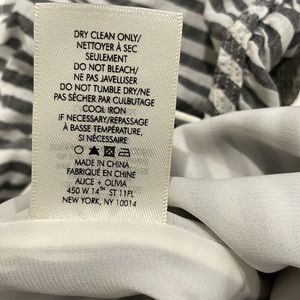 DRY CLEAN ONLY/
NETTOYER À SEC
SEULEMENT
DO NOT BLEACH/
NE PAS JAVELLISER
DO NOT TUMBLE DRY/NE
PAS SÉCHER PAR CULBUTAGE
COOL IRON
IF NECESSARY/REPASSAGE
À BASSE TEMPÉRATURE,
SI NÉCESSAIRE
MADE IN CHINA
FABRIQUÉ EN CHINE
ALICE + OLIVIA
450 W 14TH ST 11FL
NEW YORK, NY 10014